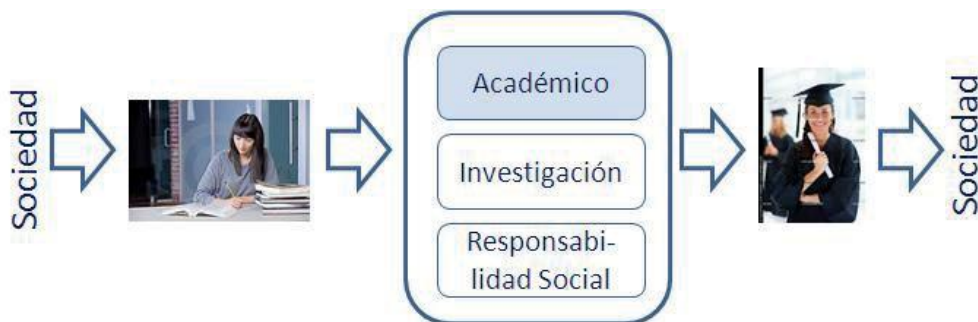 Sociedad
Académico
Investigación
Responsabi-
lidad Social
Sociedad